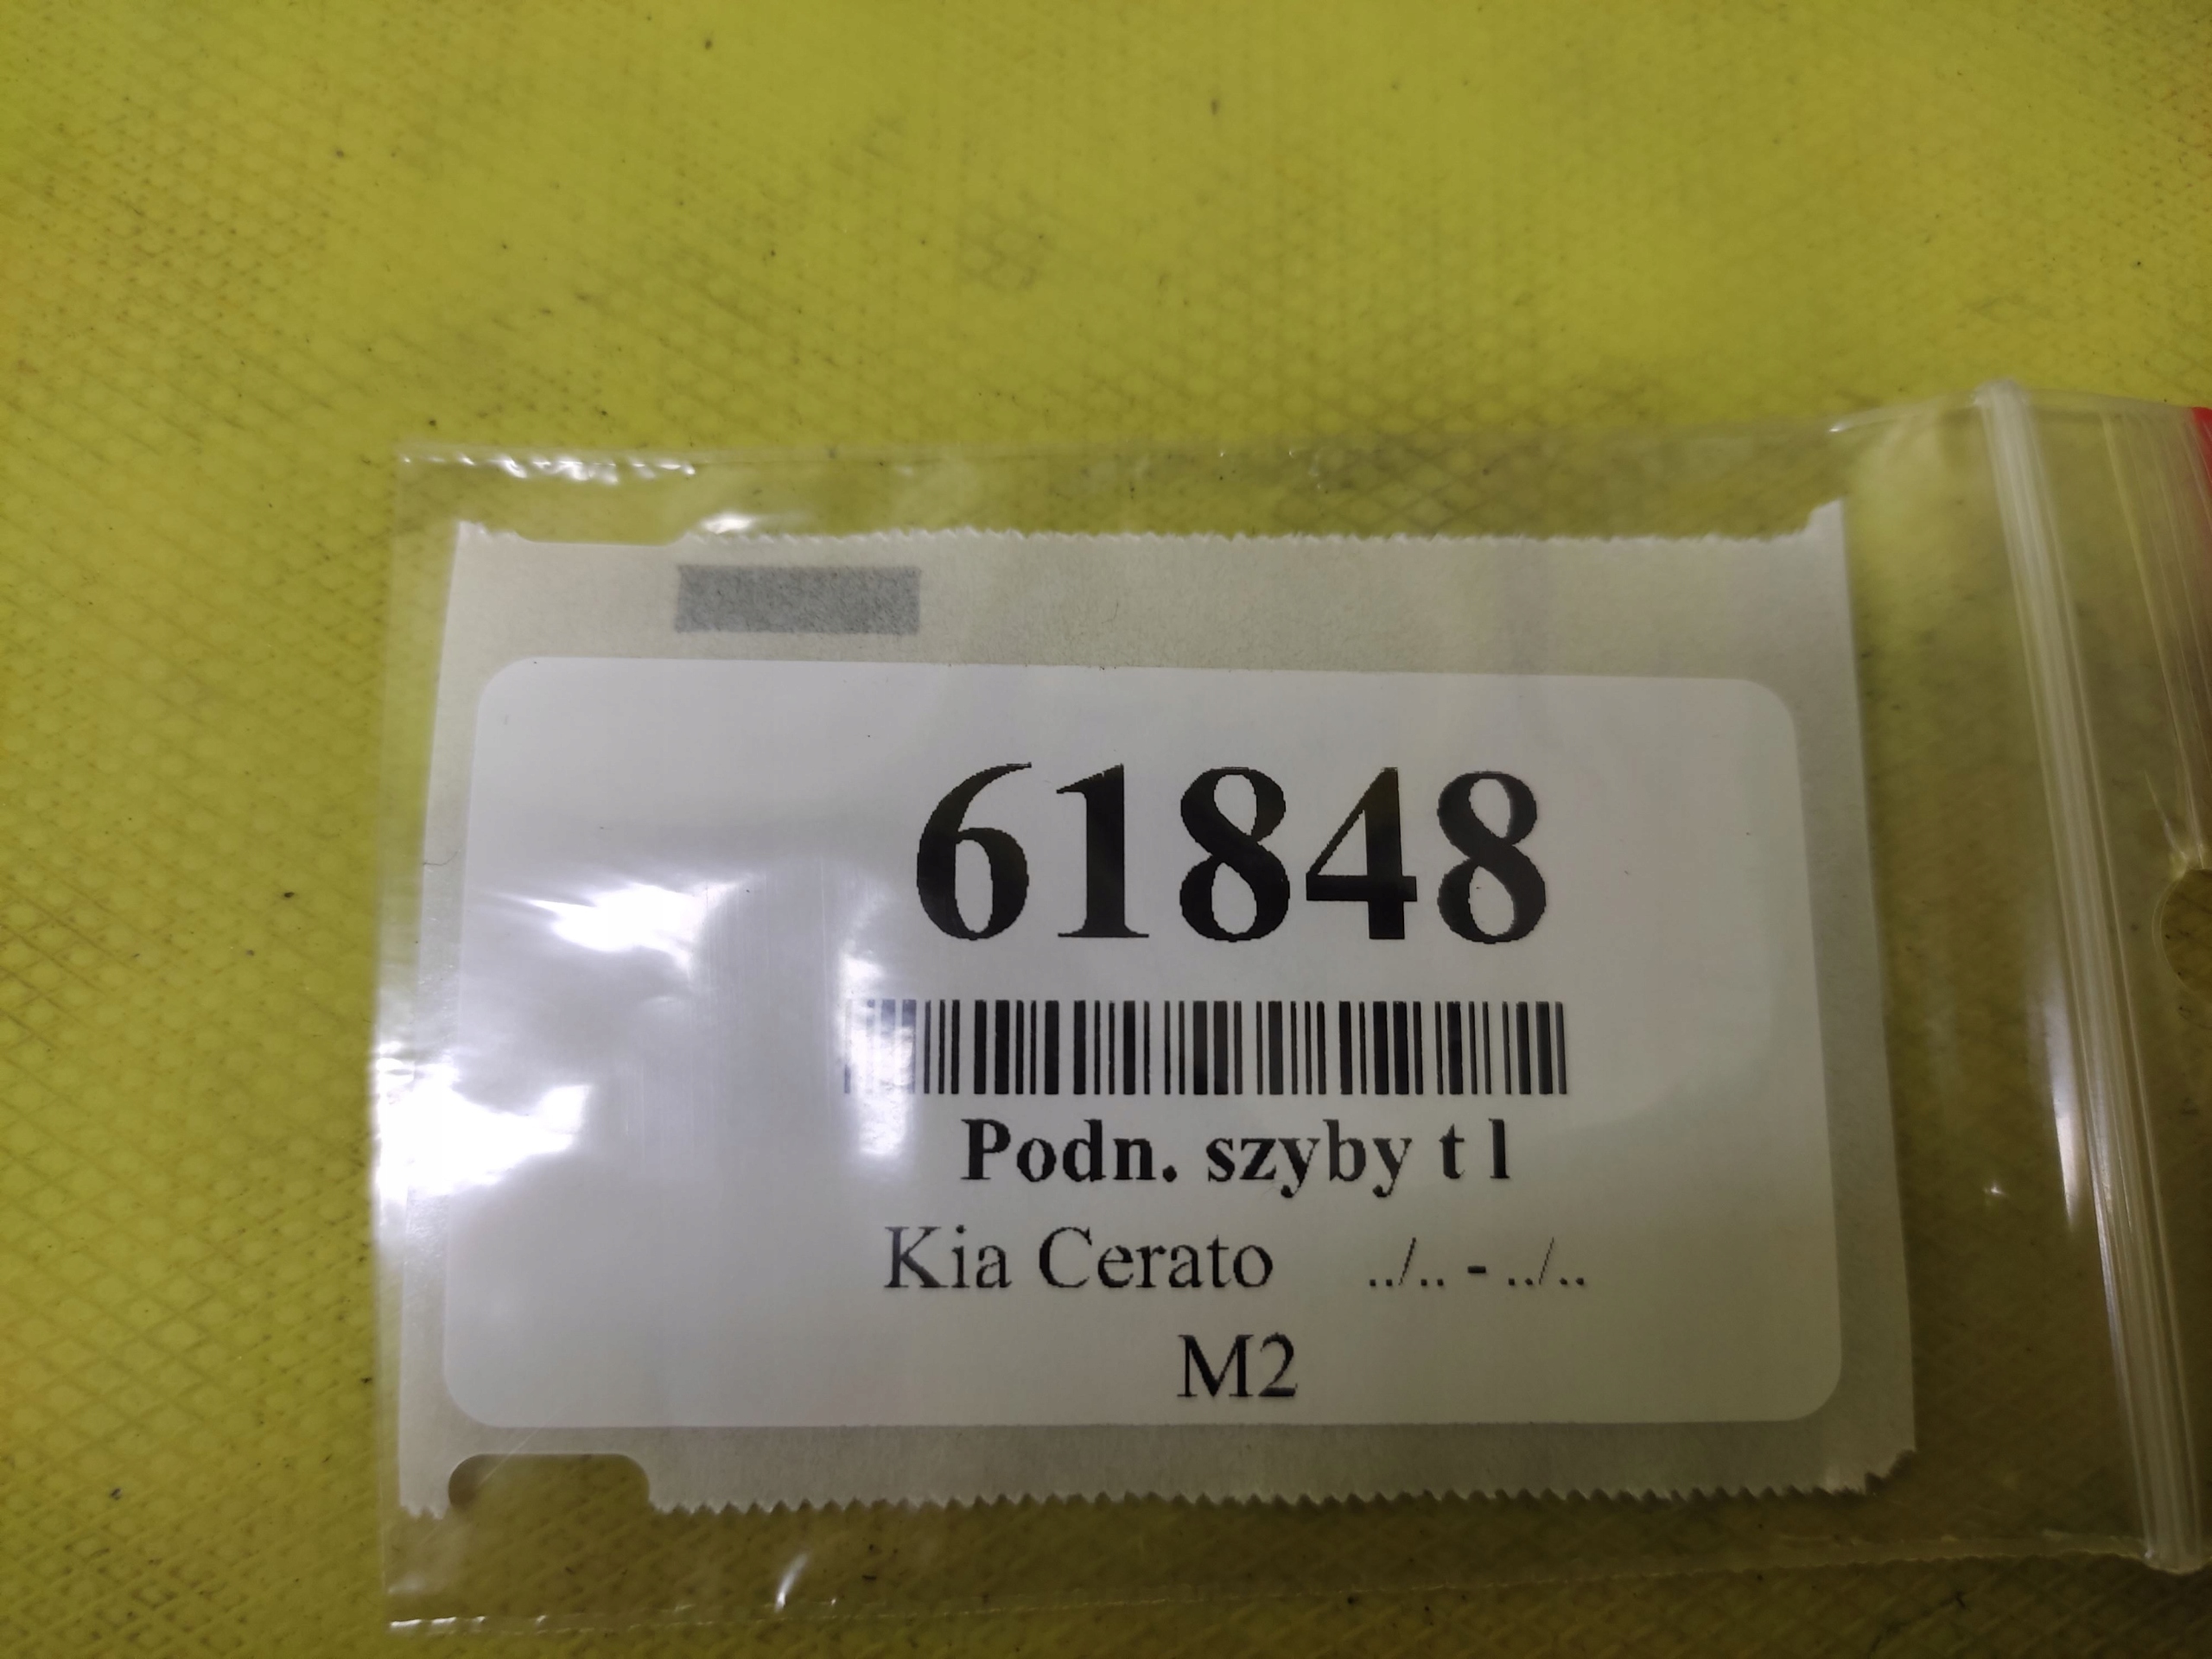 61848
Podn. szyby t l
Kia Cerato ../.. - ../..
M2